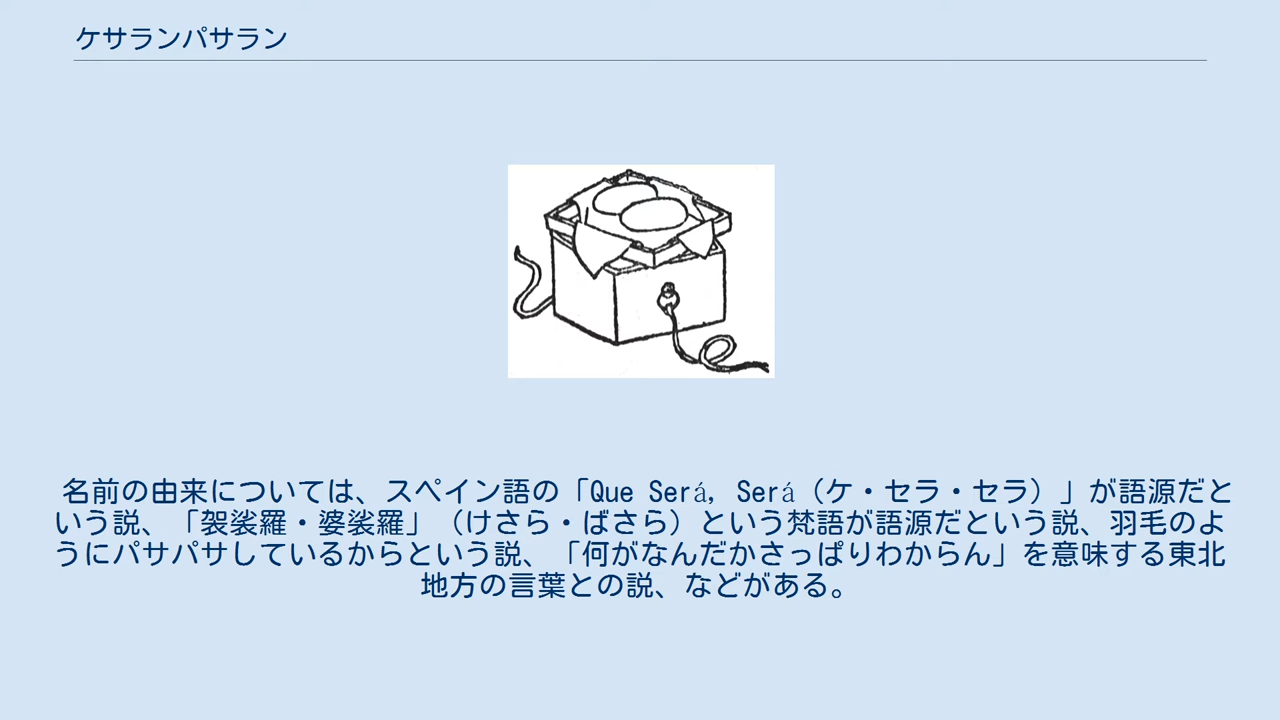 ケサランパサラン
名前の由来については、スペイン語の「Que Será, Será（ケ・セラ・セラ）」が語源だと
いう説、「袈裟羅・婆裟羅」（けさら・ばさら）という梵語が語源だという説、羽毛のよ
うにパサパサしているからという説、「何がなんだかさっぱりわからん」を意味する東北
地方の言葉との説、などがある。